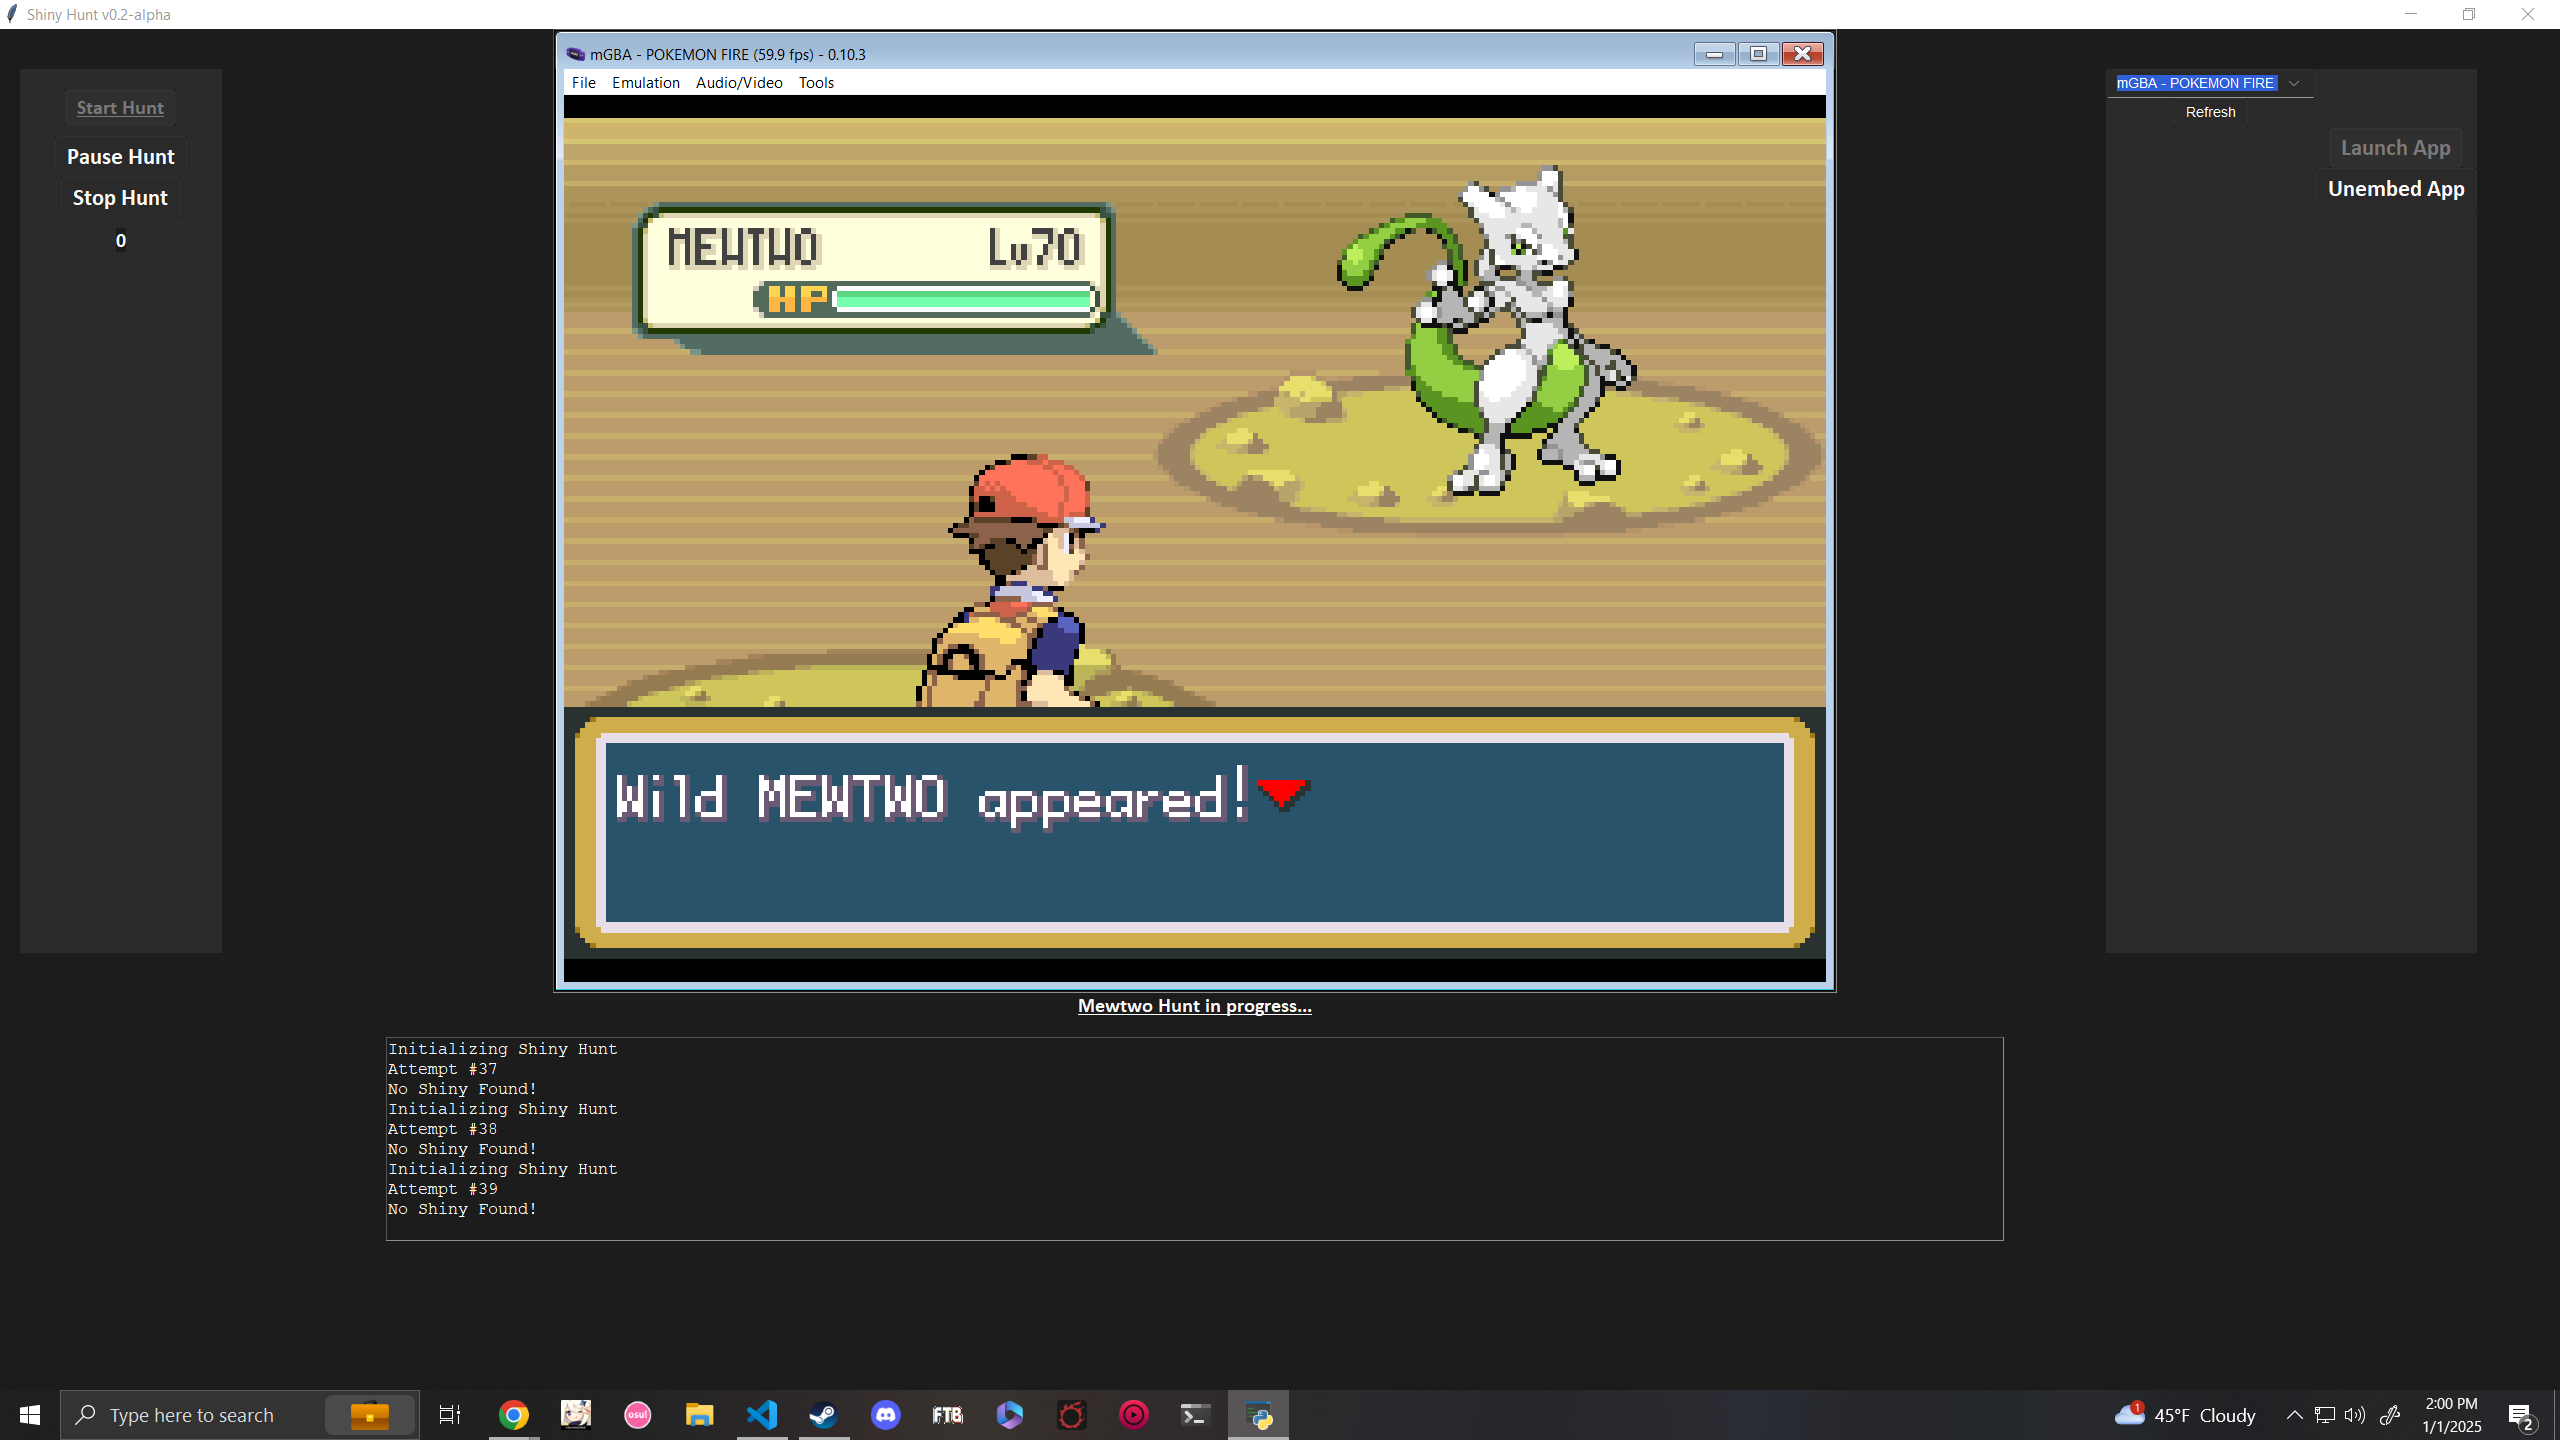 Shiny Hunt v0.2-alpha
Start Hunt
Pause Hunt
Stop Hunt
0
mGBA - POKEMON FIRE (59.9 fps) - 0.10.3
File Emulation Audio/Video Tools
MEWTWO Lv70
HP
Wild MEWTWO appeared!
mGBA - POKEMON FIRE
Refresh
Launch App
Unembed App
Mewtwo Hunt in progress...
Initializing Shiny Hunt
Attempt #37
No Shiny Found!
Initializing Shiny Hunt
Attempt #38
No Shiny Found!
Initializing Shiny Hunt
Attempt #39
No Shiny Found!
Type here to search
osu!
FTB
1
45°F Cloudy
2:00 PM
1/1/2025
2